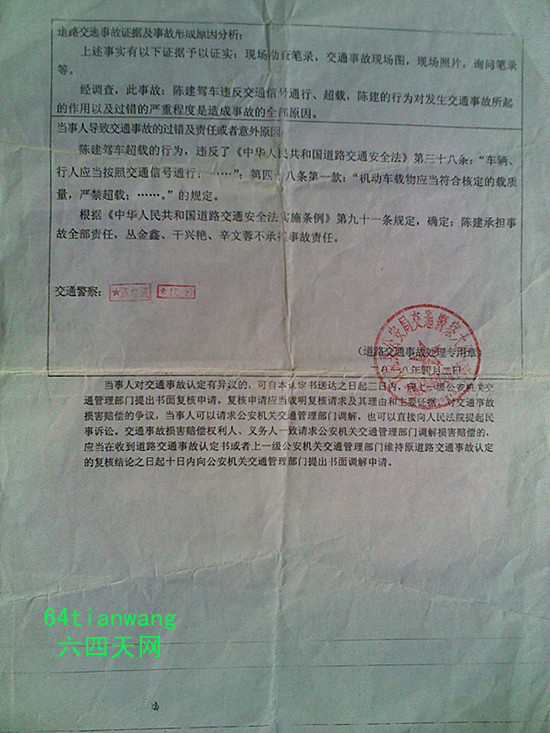 道路交通事故证据及事故形成原因分析:
上述事实有以下证据予以证实:现场勘查笔录,交通事故现场图,现场照片,询问笔录
等。
经调查,此事故:陈建驾车违反交通信号通行、超载,陈建的行为对发生交通事故所起
的作用以及过错的严重程度是造成事故的全部原因。
当事人导致交通事故的过错及责任或者意外原因:
陈建驾车超载的行为,违反了《中华人民共和国道路交通安全法》第三十八条:“车辆、
行人应当按照交通信号通行;……”;第四十八条第一款:“机动车载物应当符合核定的载质
量,严禁超载;……。”的规定。
根据《中华人民共和国道路交通安全法实施条例》第九十一条规定,确定:陈建承担事
故全部责任,丛金鑫、干兴艳、辛文蓉不承担事故责任。
交通警察:
公安局交通警察大
(道路交通事故处理专用章)
年四月二日
当事人对交通事故认定有异议的,可自本认定书送达之日起三日内,向上一级公安机关交
通管理部门提出书面复核申请。复核申请应当载明复核请求及其理由和主要证据。对交通事故
损害赔偿的争议,当事人可以请求公安机关交通管理部门调解,也可以直接向人民法院提起民
事诉讼。交通事故损害赔偿权利人、义务人一致请求公安机关交通管理部门调解损害赔偿的,
应当在收到道路交通事故认定书或者上一级公安机关交通管理部门维持原道路交通事故认定
的复核结论之日起十日内向公安机关交通管理部门提出书面调解申请。
64tianwang
六四天网